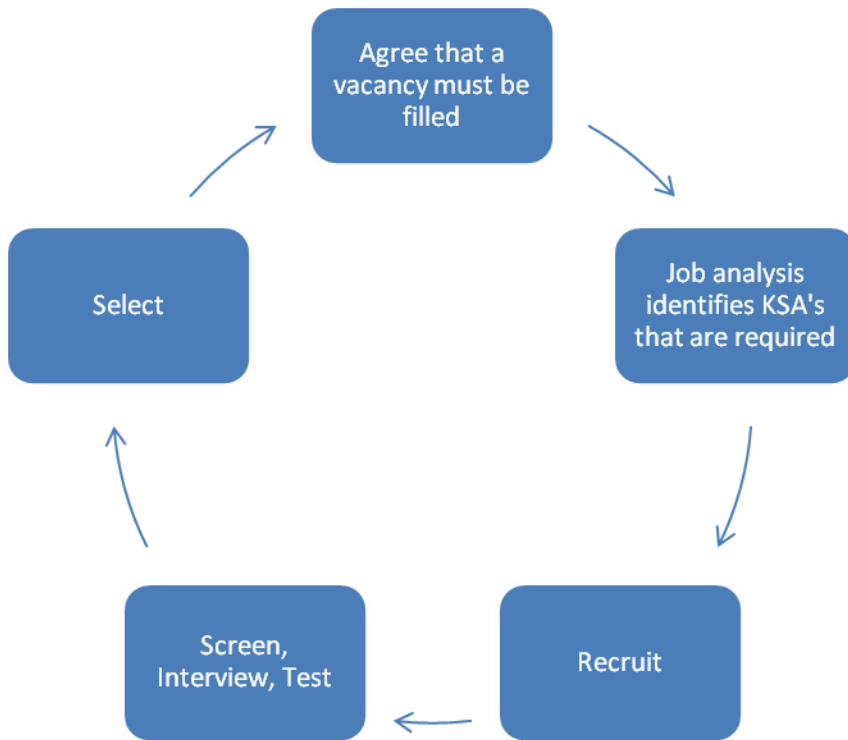 Agree that a
vacancy must be
filled
Job analysis
identifies KSA's
that are required
Recruit
Screen,
Interview, Test
Select